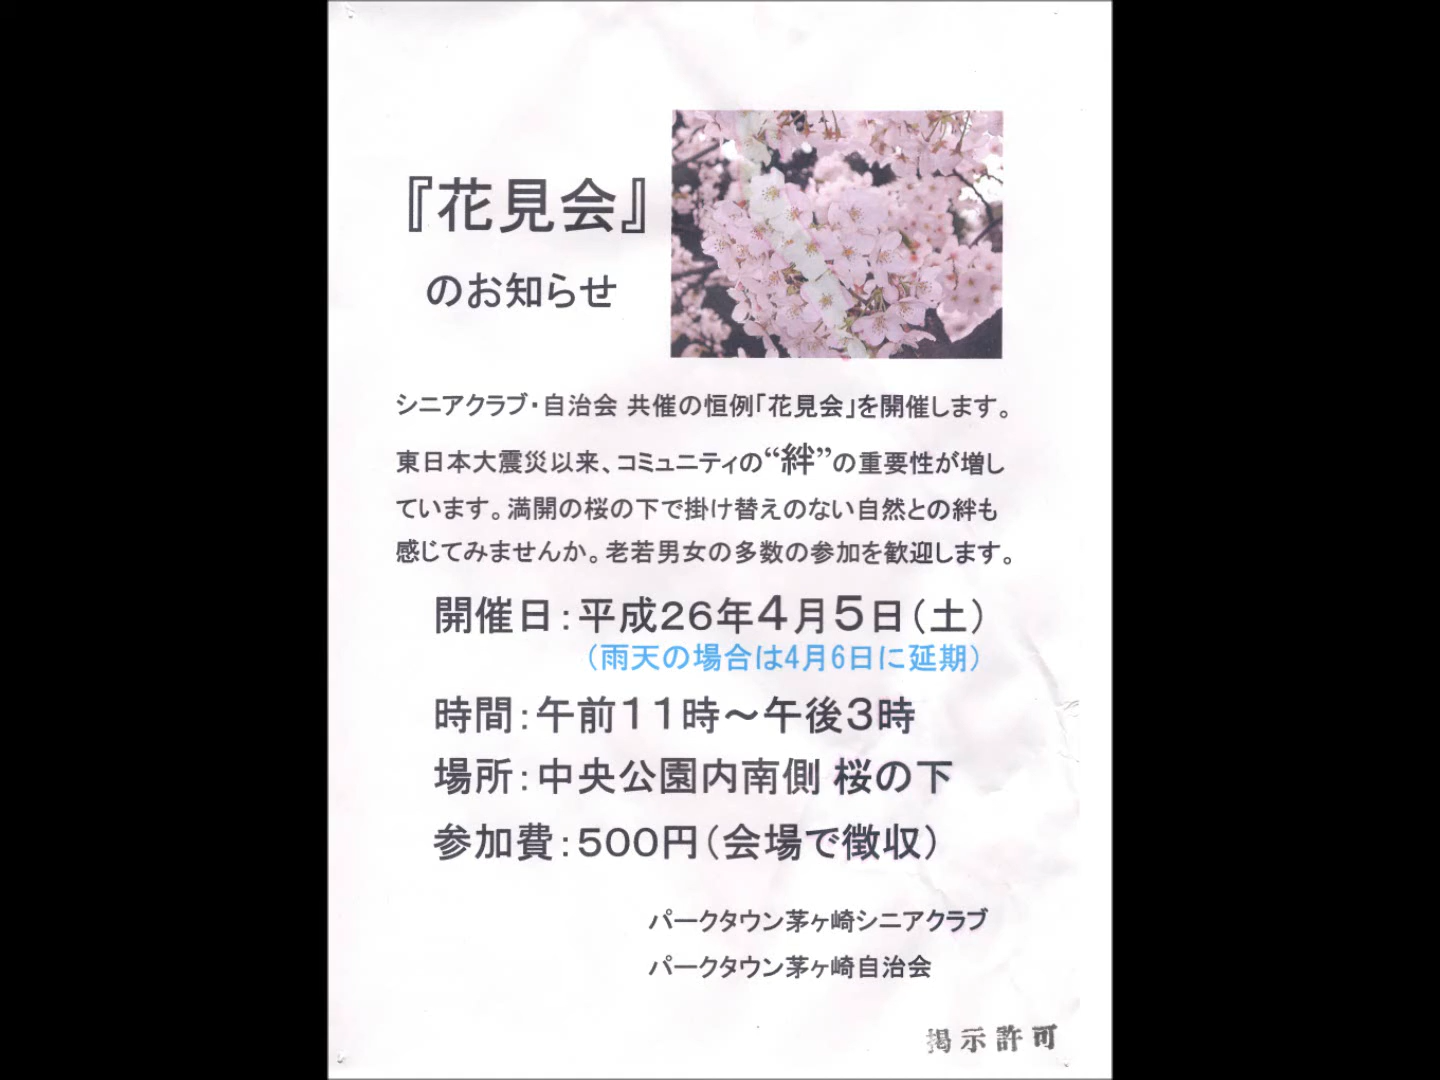 『花見会』
のお知らせ
シニアクラブ・自治会 共催の恒例「花見会」を開催します。
東日本大震災以来、コミュニティの“絆”の重要性が増し
ています。満開の桜の下で掛け替えのない自然との絆も
感じてみませんか。老若男女の多数の参加を歓迎します。
開催日：平成26年4月5日（土）
（雨天の場合は4月6日に延期）
時間：午前11時～午後3時
場所：中央公園内南側 桜の下
参加費：500円（会場で徴収）
パークタウン茅ヶ崎シニアクラブ
パークタウン茅ヶ崎自治会
掲示許可